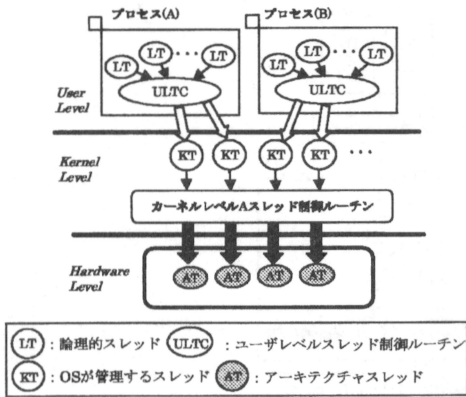 プロセス(A) プロセス(B)
LT LT ・・・ LT LT LT LT ・・・ LT LT
ULTC ULTC
User
Level
KT KT KT KT ・・・
Kernel
Level
カーネルレベルAスレッド制御ルーチン
Hardware
Level
AT AT AT AT
LT : 論理的スレッド ULTC : ユーザレベルスレッド制御ルーチン
KT : OSが管理するスレッド AT : アーキテクチャスレッド